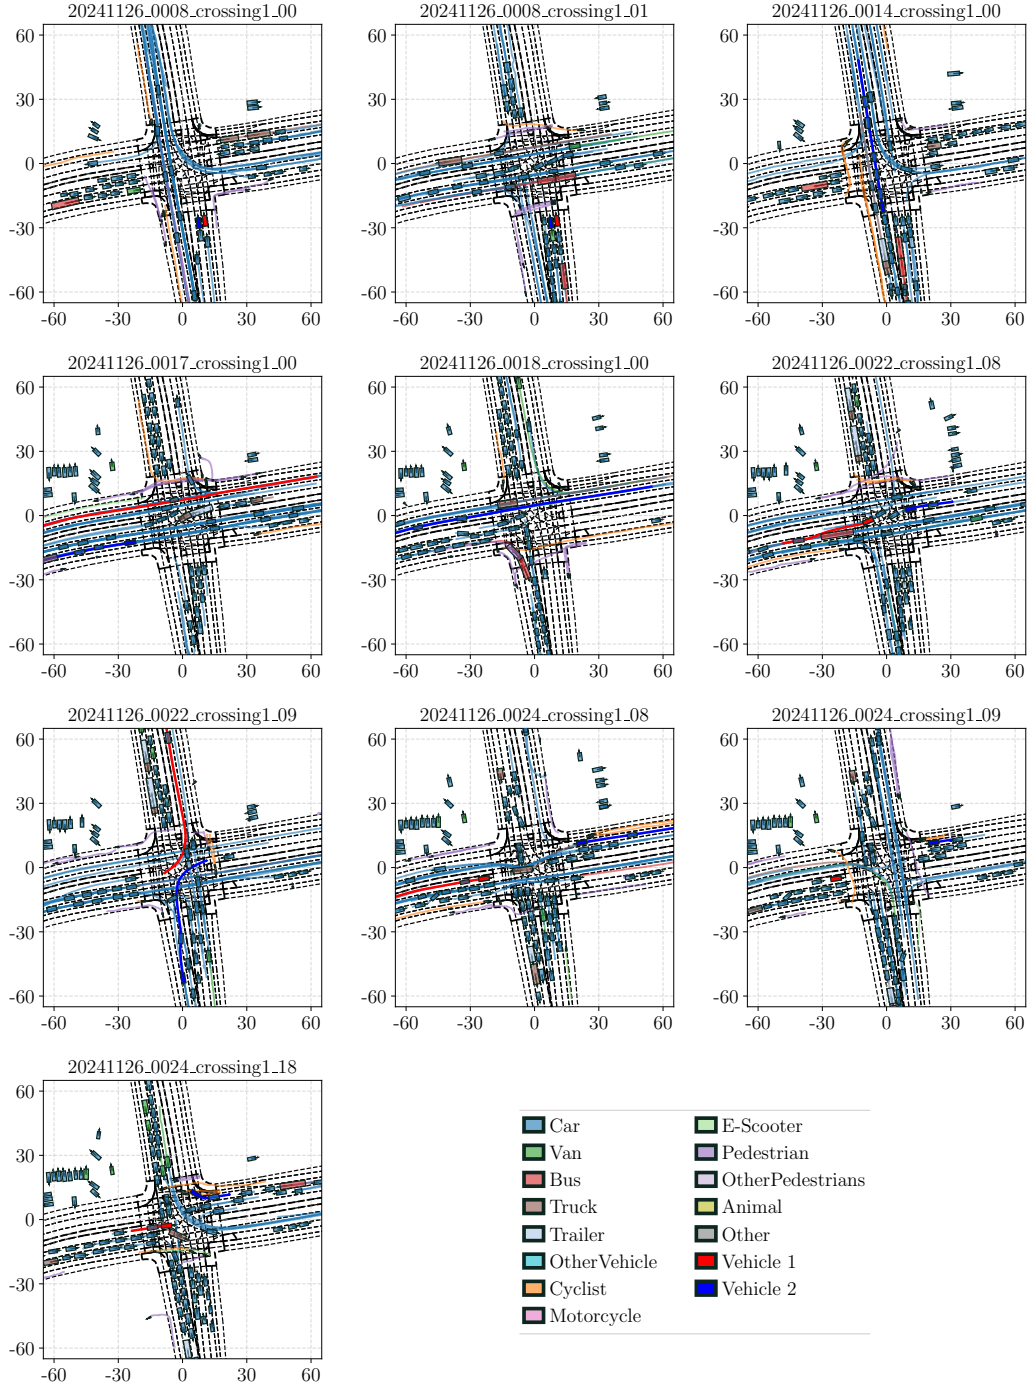 20241126_0008_crossing1_00 20241126_0008_crossing1_01 20241126_0014_crossing1_00
60 60 60
30 30 30
0 0 0
-30 -30 -30
-60 -60 -60
-60 -30 0 30 60 -60 -30 0 30 60 -60 -30 0 30 60
20241126_0017_crossing1_00 20241126_0018_crossing1_00 20241126_0022_crossing1_08
60 60 60
30 30 30
0 0 0
-30 -30 -30
-60 -60 -60
-60 -30 0 30 60 -60 -30 0 30 60 -60 -30 0 30 60
20241126_0022_crossing1_09 20241126_0024_crossing1_08 20241126_0024_crossing1_09
60 60 60
30 30 30
0 0 0
-30 -30 -30
-60 -60 -60
-60 -30 0 30 60 -60 -30 0 30 60 -60 -30 0 30 60
20241126_0024_crossing1_18
60
30
0
-30
-60
-60 -30 0 30 60
Car
Van
Bus
Truck
Trailer
OtherVehicle
Cyclist
Motorcycle
E-Scooter
Pedestrian
OtherPedestrians
Animal
Other
Vehicle 1
Vehicle 2